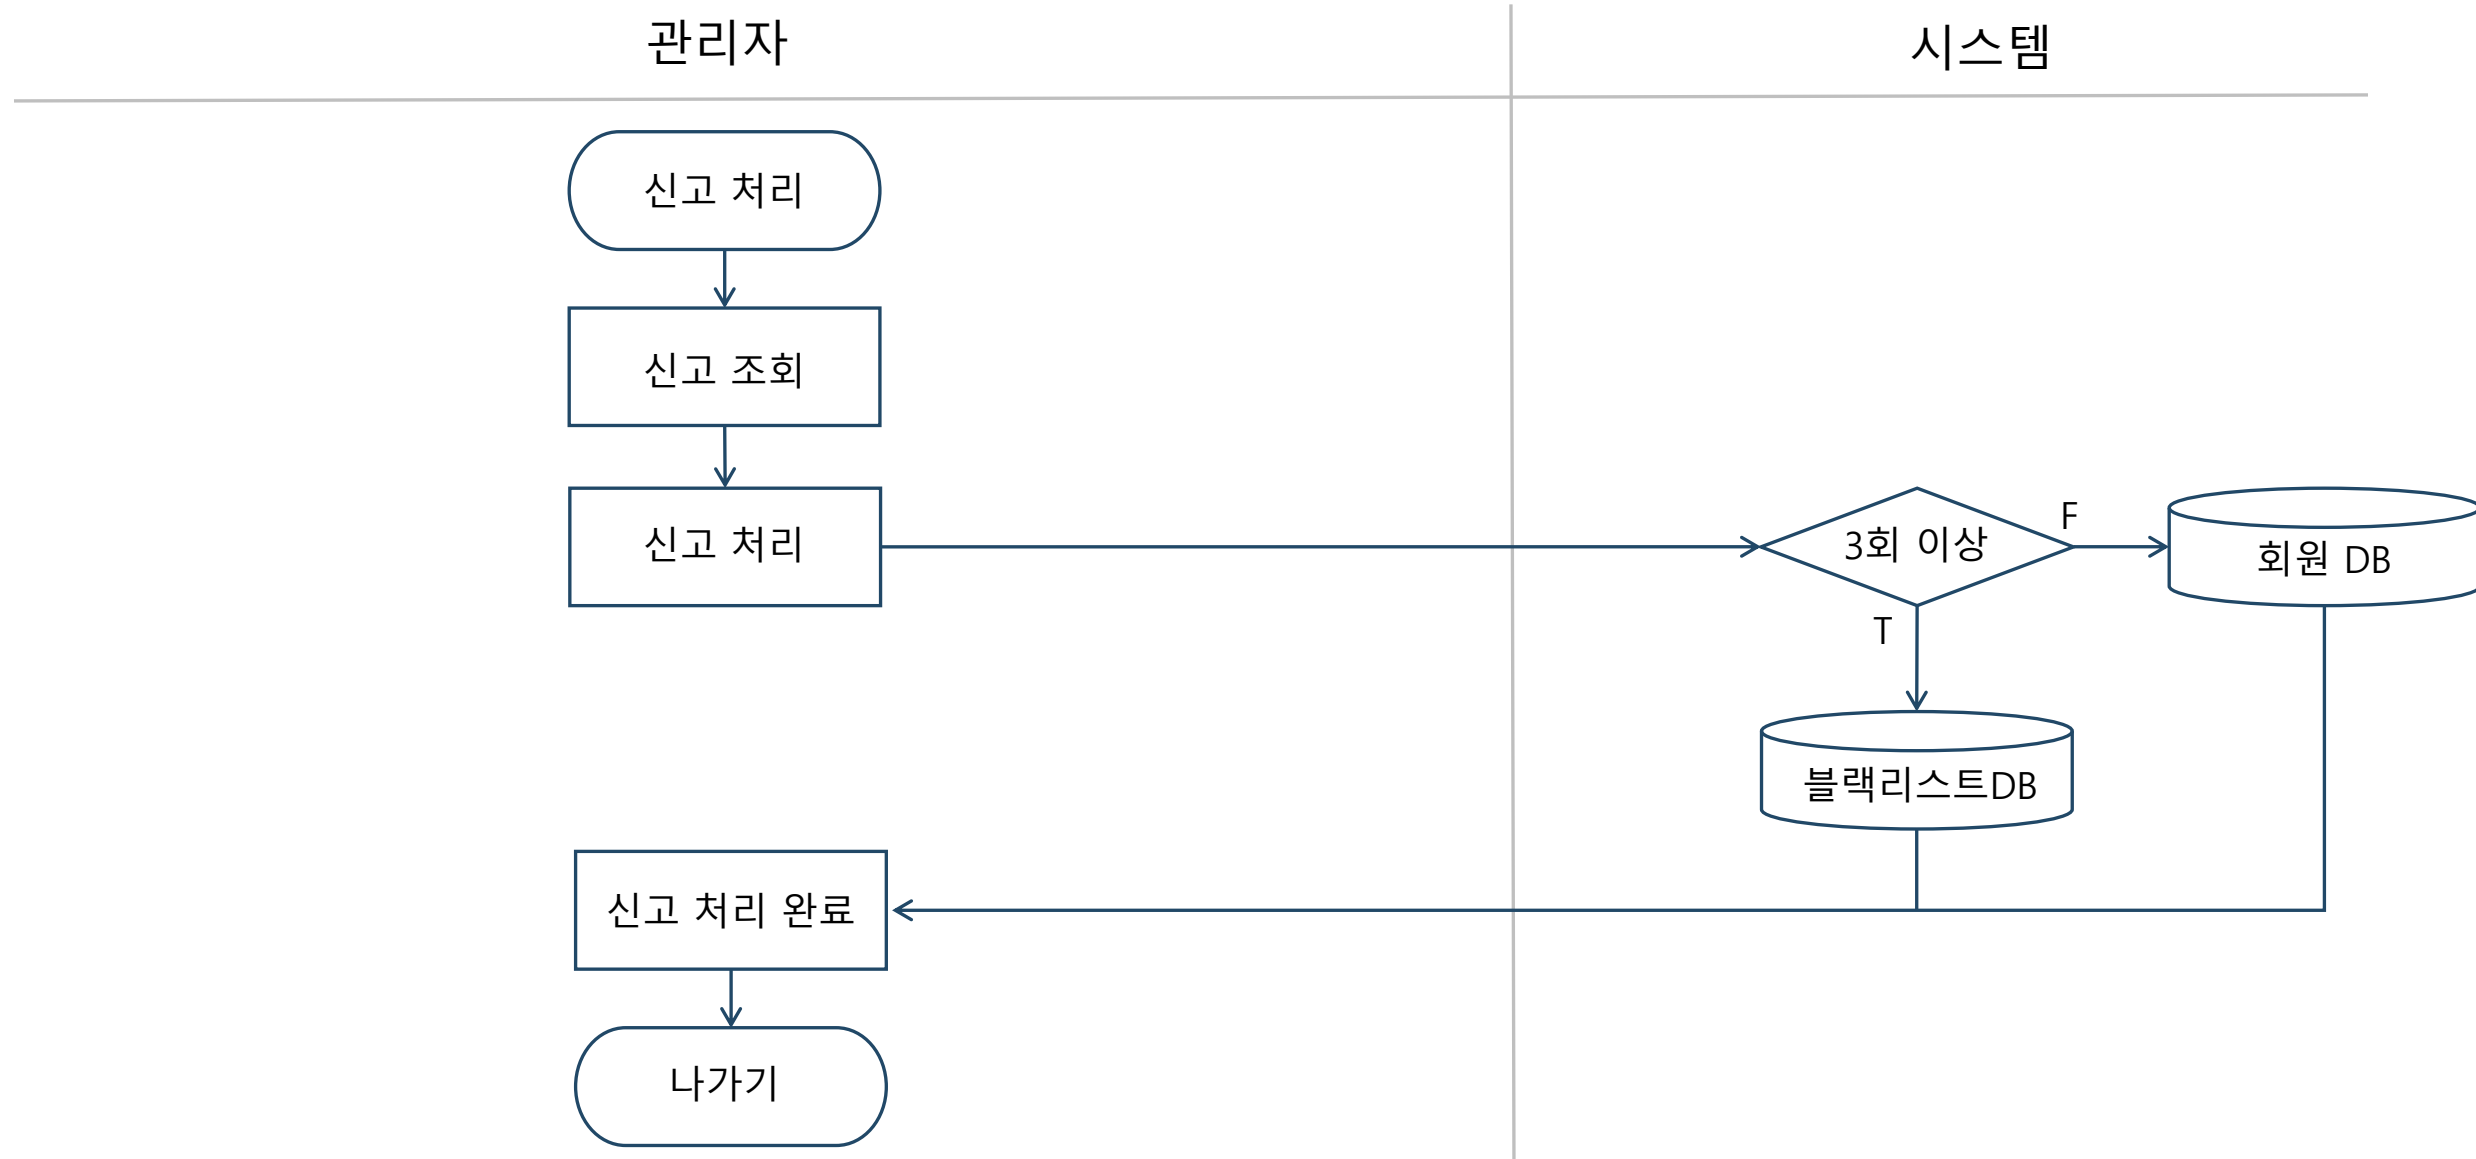 관리자
시스템
신고 처리
신고 조회
신고 처리
3회 이상
F
회원 DB
T
블랙리스트DB
신고 처리 완료
나가기